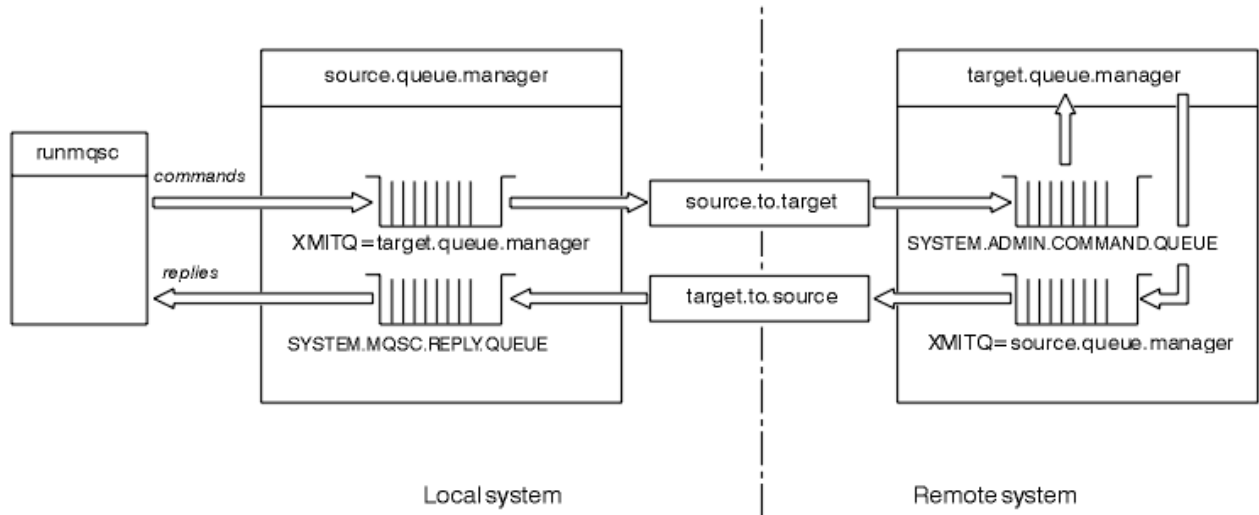 source.queue.manager
target.queue.manager
runmqsc
commands
source.to.target
XMITQ=target.queue.manager
SYSTEM.ADMIN.COMMAND.QUEUE
replies
target.to.source
SYSTEM.MQSC.REPLY.QUEUE
XMITQ=source.queue.manager
Local system
Remote system